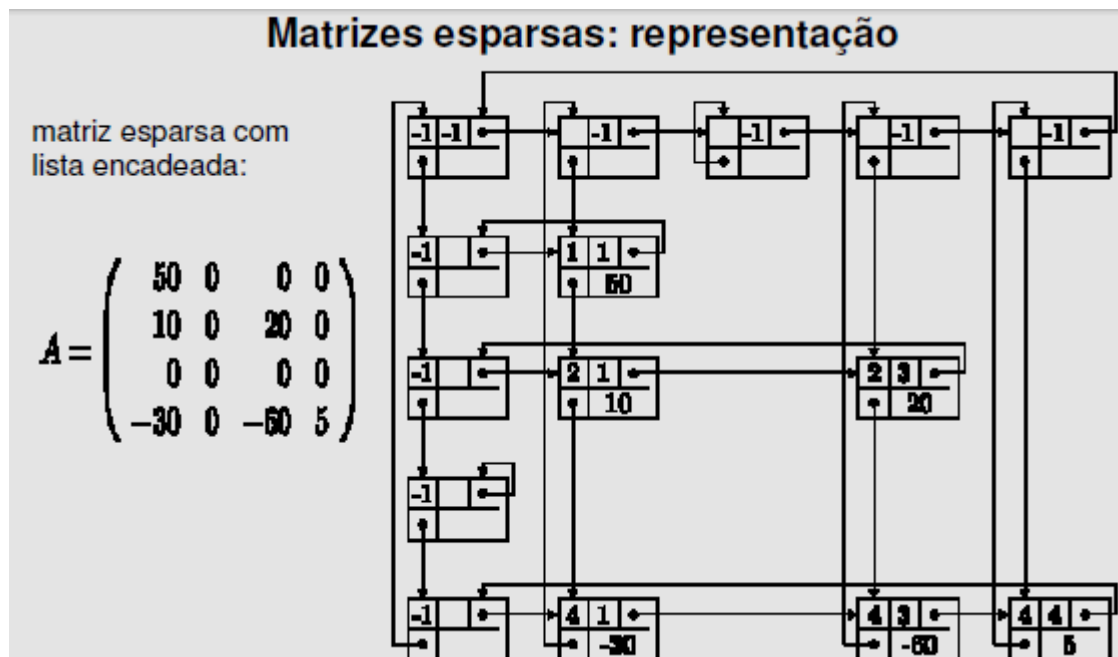 Matrizes esparsas: representação
matriz esparsa com
lista encadeada:
-1 -1 -1 -1 -1 -1
-1 1 1
50
A = ( 50 0 0 0
10 0 20 0
0 0 0 0
-30 0 -60 5 )
-1 2 1 2 3
10 20
-1
-1 4 1 4 3 4 4
-30 -60 5